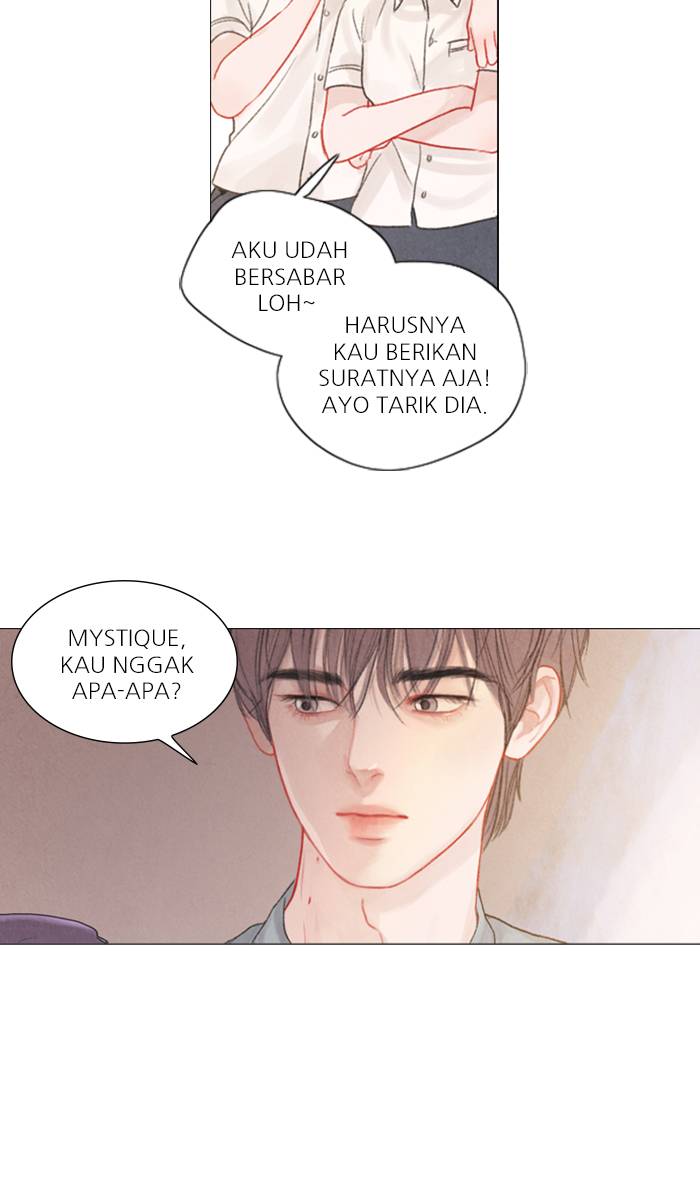 AKU UDAH
BERSABAR
LOH~
HARUSNYA
KAU BERIKAN
SURATNYA AJA!
AYO TARIK DIA.
MYSTIQUE,
KAU NGGAK
APA-APA?